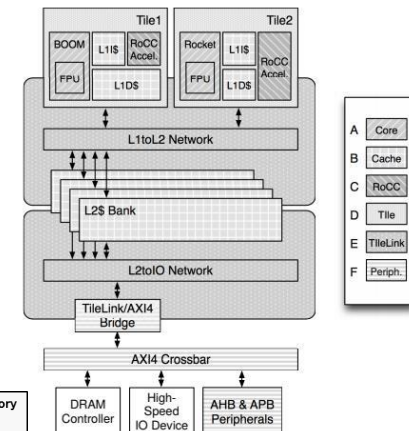 Tile1
Tile2
BOOM
L1I$
RoCC
Accel.
FPU
L1D$
Rocket
L1I$
RoCC
Accel.
FPU
L1D$
L1toL2 Network
L2$ Bank
L2toIO Network
TileLink/AXI4
Bridge
AXI4 Crossbar
DRAM
Controller
High-
Speed
IO Device
AHB & APB
Peripherals
A Core
B Cache
C RoCC
D Tile
E TileLink
F Periph.
ory